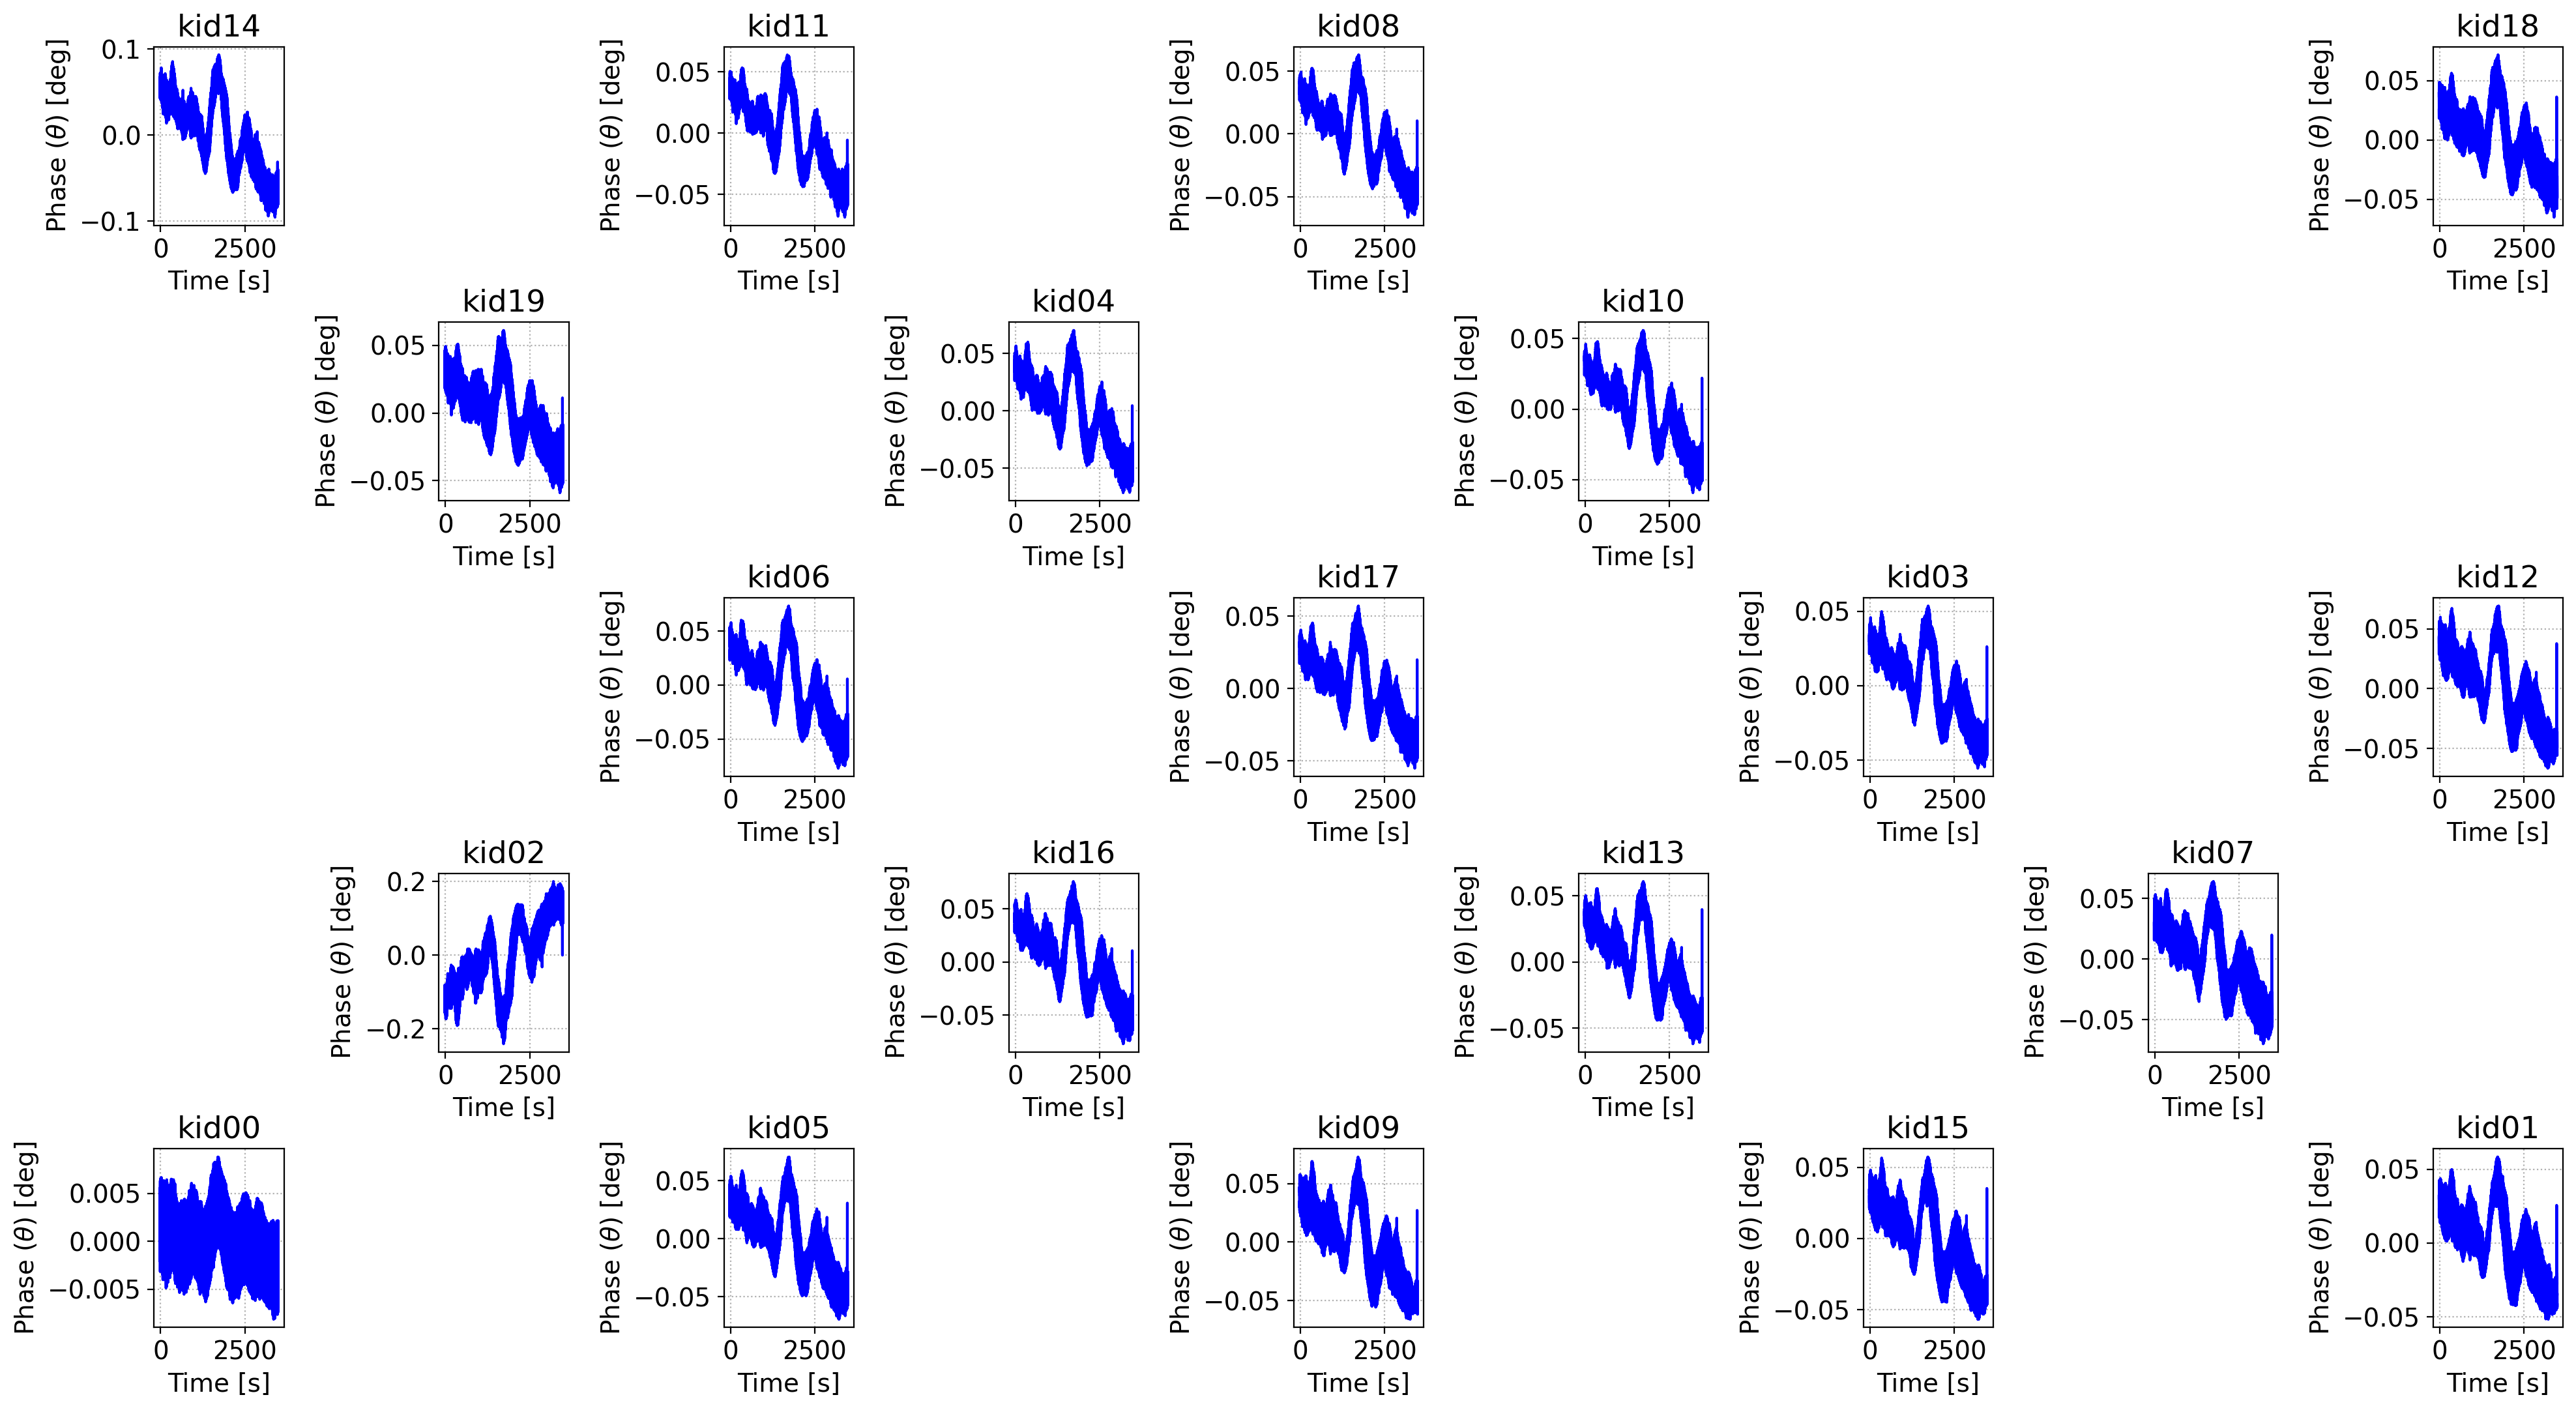 kid14 kid11 kid08 kid18
Phase (θ) [deg] 0.1 0.0 −0.1 Phase (θ) [deg] 0.05 0.00 −0.05 Phase (θ) [deg] 0.05 0.00 −0.05 Phase (θ) [deg] 0.05 0.00 −0.05
0 2500 0 2500 0 2500 0 2500
Time [s] Time [s] Time [s] Time [s]
kid19 kid04 kid10
Phase (θ) [deg] 0.05 0.00 −0.05 Phase (θ) [deg] 0.05 0.00 −0.05 Phase (θ) [deg] 0.05 0.00 −0.05
0 2500 0 2500 0 2500
Time [s] Time [s] Time [s]
kid06 kid17 kid03 kid12
Phase (θ) [deg] 0.05 0.00 −0.05 Phase (θ) [deg] 0.05 0.00 −0.05 Phase (θ) [deg] 0.05 0.00 −0.05 Phase (θ) [deg] 0.05 0.00 −0.05
0 2500 0 2500 0 2500 0 2500
Time [s] Time [s] Time [s] Time [s]
kid02 kid16 kid13 kid07
Phase (θ) [deg] 0.2 0.0 −0.2 Phase (θ) [deg] 0.05 0.00 −0.05 Phase (θ) [deg] 0.05 0.00 −0.05 Phase (θ) [deg] 0.05 0.00 −0.05
0 2500 0 2500 0 2500 0 2500
Time [s] Time [s] Time [s] Time [s]
kid00 kid05 kid09 kid15 kid01
Phase (θ) [deg] 0.005 0.000 −0.005 Phase (θ) [deg] 0.05 0.00 −0.05 Phase (θ) [deg] 0.05 0.00 −0.05 Phase (θ) [deg] 0.05 0.00 −0.05 Phase (θ) [deg] 0.05 0.00 −0.05
0 2500 0 2500 0 2500 0 2500 0 2500
Time [s] Time [s] Time [s] Time [s] Time [s]